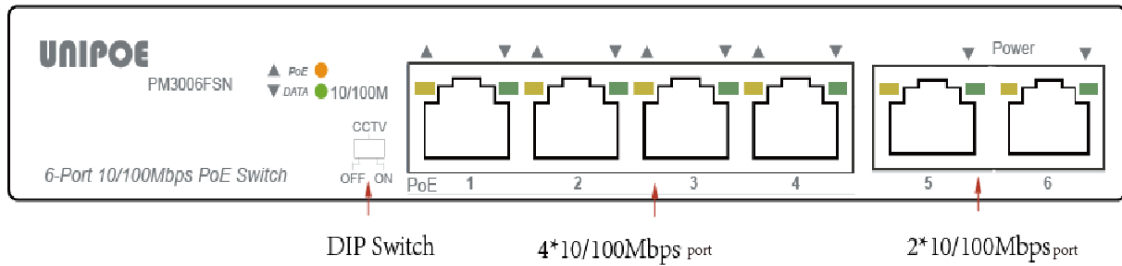 UNIPOE
PM3006FSN
▲ PoE
▼ DATA 10/100M
CCTV
OFF ON
6-Port 10/100Mbps PoE Switch
PoE 1 2 3 4
Power
5 6
DIP Switch
4*10/100Mbps port
2*10/100Mbps port